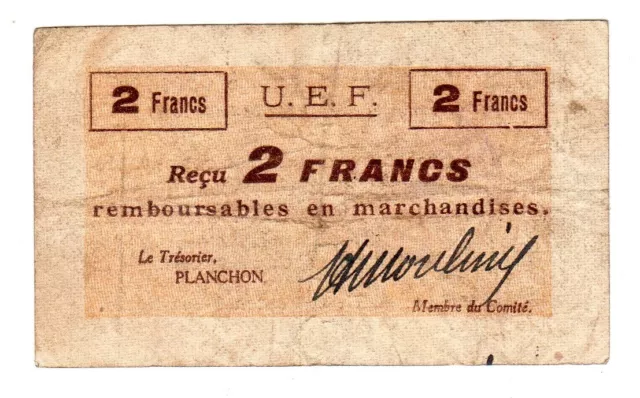 2 Francs U. E. F. 2 Francs
Reçu 2 FRANCS
remboursables en marchandises.
Le Trésorier,
PLANCHON
Membre du Comité.